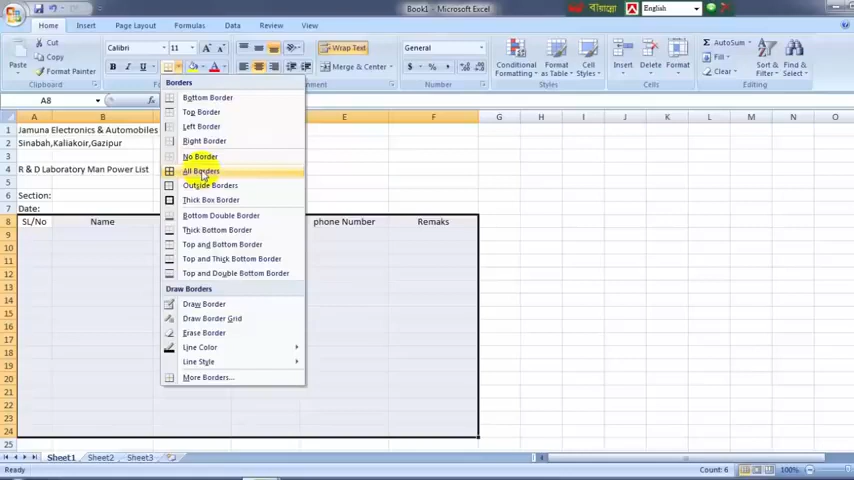 Book1 - Microsoft Excel
বায়ান্নো
English
Home Insert Page Layout Formulas Data Review View
Cut
Copy
Paste
Format Painter
Calibri 11
B I U
Wrap Text
Merge & Center
General
$ % ,
Conditional Formatting
Format as Table
Cell Styles
Insert Delete Format
AutoSum
Fill
Clear
Sort & Filter
Find & Select
A8
Borders
Bottom Border
Top Border
Left Border
Right Border
No Border
All Borders
Outside Borders
Thick Box Border
Bottom Double Border
Thick Bottom Border
Top and Bottom Border
Top and Thick Bottom Border
Top and Double Bottom Border
Draw Borders
Draw Border
Draw Border Grid
Erase Border
Line Color
Line Style
More Borders...
A B E F G H I J K L M N O
1 Jamuna Electronics & Automobiles
2 Sinabah,Kaliakoir,Gazipur
3
4 R & D Laboratory Man Power List
5
6 Section:
7 Date:
8 SL/No Name phone Number Remaks
9
10
11
12
13
14
15
16
17
18
19
20
21
22
23
24
25
Sheet1 Sheet2 Sheet3
Ready Count: 6 100%